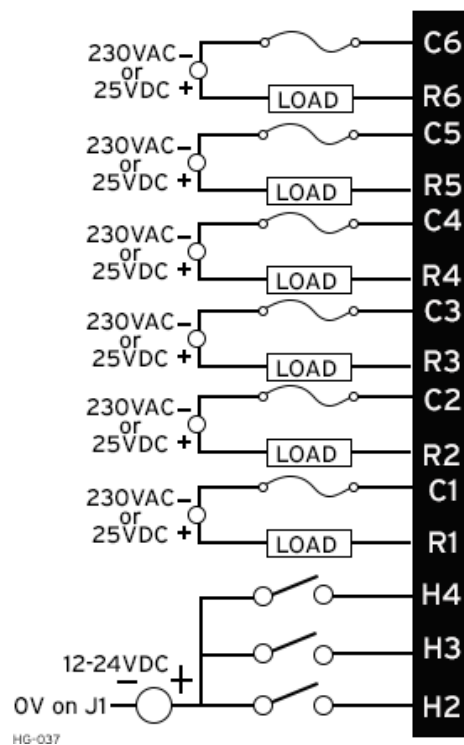 230VAC –
or
25VDC +
LOAD
C6
R6
230VAC –
or
25VDC +
LOAD
C5
R5
230VAC –
or
25VDC +
LOAD
C4
R4
230VAC –
or
25VDC +
LOAD
C3
R3
230VAC –
or
25VDC +
LOAD
C2
R2
230VAC –
or
25VDC +
LOAD
C1
R1
H4
H3
12-24VDC
– +
0V on J1
H2
HG-037